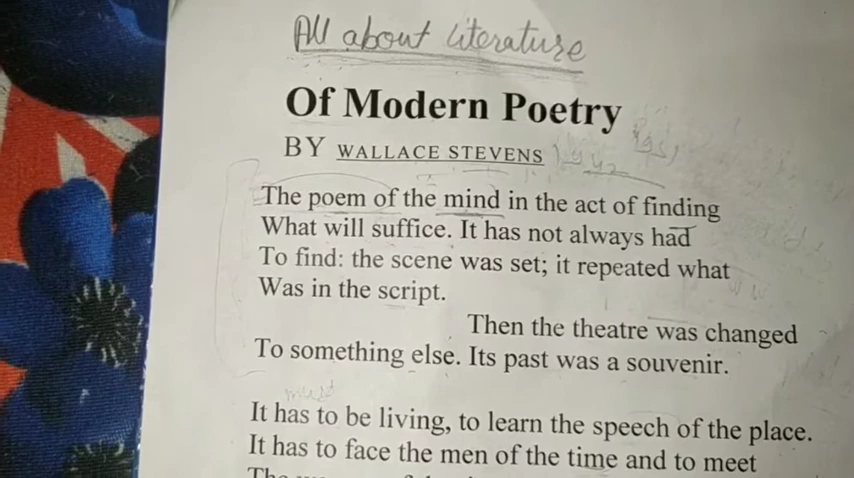 All about literature
Of Modern Poetry
BY WALLACE STEVENS 1942
The poem of the mind in the act of finding
What will suffice. It has not always had
To find: the scene was set; it repeated what
Was in the script.
Then the theatre was changed
To something else. Its past was a souvenir.
must
It has to be living, to learn the speech of the place.
It has to face the men of the time and to meet